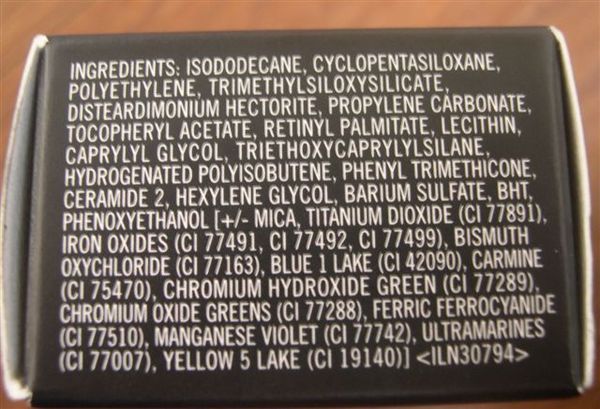 INGREDIENTS: ISODODECANE, CYCLOPENTASILOXANE,
POLYETHYLENE, TRIMETHYLSILOXYSILICATE,
DISTEARDIMONIUM HECTORITE, PROPYLENE CARBONATE,
TOCOPHERYL ACETATE, RETINYL PALMITATE, LECITHIN,
CAPRYLYL GLYCOL, TRIETHOXYCAPRYLYLSILANE,
HYDROGENATED POLYISOBUTENE, PHENYL TRIMETHICONE,
CERAMIDE 2, HEXYLENE GLYCOL, BARIUM SULFATE, BHT,
PHENOXYETHANOL [+/- MICA, TITANIUM DIOXIDE (CI 77891),
IRON OXIDES (CI 77491, CI 77492, CI 77499), BISMUTH
OXYCHLORIDE (CI 77163), BLUE 1 LAKE (CI 42090), CARMINE
(CI 75470), CHROMIUM HYDROXIDE GREEN (CI 77289),
CHROMIUM OXIDE GREENS (CI 77288), FERRIC FERROCYANIDE
(CI 77510), MANGANESE VIOLET (CI 77742), ULTRAMARINES
(CI 77007), YELLOW 5 LAKE (CI 19140)] <ILN30794>